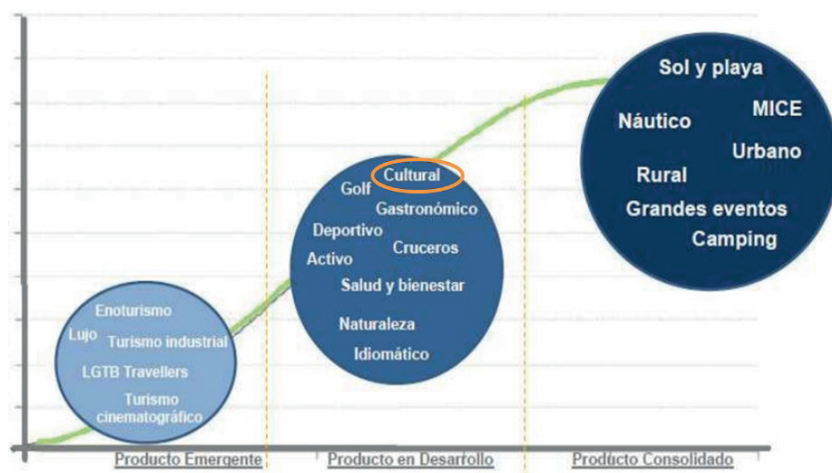 Enoturismo
Lujo
Turismo industrial
LGTB Travellers
Turismo
cinematográfico
Cultural
Golf
Gastronómico
Deportivo
Cruceros
Activo
Salud y bienestar
Naturaleza
Idiomático
Sol y playa
MICE
Náutico
Urbano
Rural
Grandes eventos
Camping
Producto Emergente
Producto en Desarrollo
Producto Consolidado